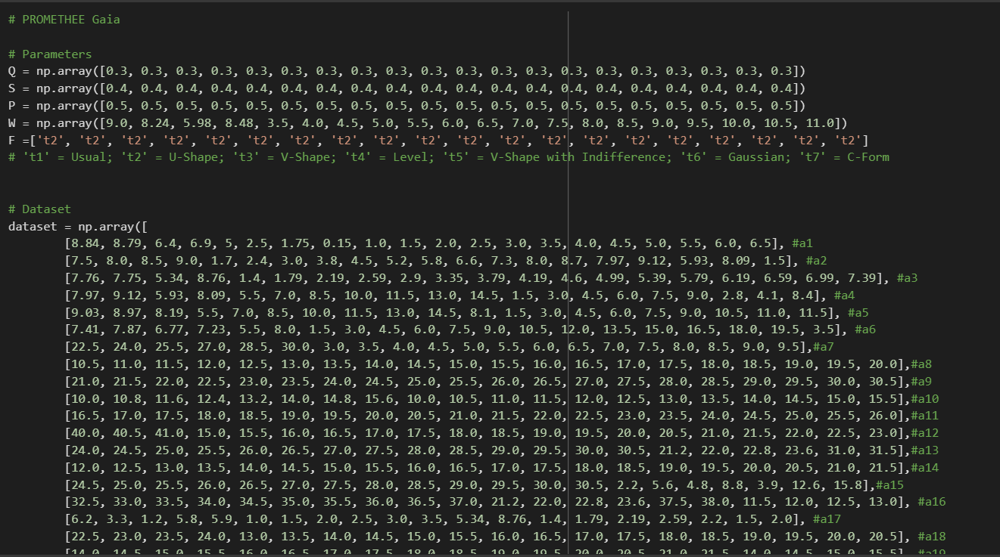 # PROMETHEE Gaia
# Parameters
Q = np.array([0.3, 0.3, 0.3, 0.3, 0.3, 0.3, 0.3, 0.3, 0.3, 0.3, 0.3, 0.3, 0.3, 0.3, 0.3, 0.3, 0.3, 0.3, 0.3, 0.3])
S = np.array([0.4, 0.4, 0.4, 0.4, 0.4, 0.4, 0.4, 0.4, 0.4, 0.4, 0.4, 0.4, 0.4, 0.4, 0.4, 0.4, 0.4, 0.4, 0.4, 0.4])
P = np.array([0.5, 0.5, 0.5, 0.5, 0.5, 0.5, 0.5, 0.5, 0.5, 0.5, 0.5, 0.5, 0.5, 0.5, 0.5, 0.5, 0.5, 0.5, 0.5, 0.5])
W = np.array([9.0, 8.24, 5.98, 8.48, 3.5, 4.0, 4.5, 5.0, 5.5, 6.0, 6.5, 7.0, 7.5, 8.0, 8.5, 9.0, 9.5, 10.0, 10.5, 11.0])
F =['t2', 't2', 't2', 't2', 't2', 't2', 't2', 't2', 't2', 't2', 't2', 't2', 't2', 't2', 't2', 't2', 't2', 't2', 't2', 't2']
# 't1' = Usual; 't2' = U-Shape; 't3' = V-Shape; 't4' = Level; 't5' = V-Shape with Indifference; 't6' = Gaussian; 't7' = C-Form
# Dataset
dataset = np.array([
[8.84, 8.79, 6.4, 6.9, 5, 2.5, 1.75, 0.15, 1.0, 1.5, 2.0, 2.5, 3.0, 3.5, 4.0, 4.5, 5.0, 5.5, 6.0, 6.5], #a1
[7.5, 8.0, 8.5, 9.0, 1.7, 2.4, 3.0, 3.8, 4.5, 5.2, 5.8, 6.6, 7.3, 8.0, 8.7, 7.97, 9.12, 5.93, 8.09, 1.5], #a2
[7.76, 7.75, 5.34, 8.76, 1.4, 1.79, 2.19, 2.59, 2.9, 3.35, 3.79, 4.19, 4.6, 4.99, 5.39, 5.79, 6.19, 6.59, 6.99, 7.39], #a3
[7.97, 9.12, 5.93, 8.09, 5.5, 7.0, 8.5, 10.0, 11.5, 13.0, 14.5, 1.5, 3.0, 4.5, 6.0, 7.5, 9.0, 2.8, 4.1, 8.4], #a4
[9.03, 8.97, 8.19, 5.5, 7.0, 8.5, 10.0, 11.5, 13.0, 14.5, 8.1, 1.5, 3.0, 4.5, 6.0, 7.5, 9.0, 10.5, 11.0, 11.5], #a5
[7.41, 7.87, 6.77, 7.23, 5.5, 8.0, 1.5, 3.0, 4.5, 6.0, 7.5, 9.0, 10.5, 12.0, 13.5, 15.0, 16.5, 18.0, 19.5, 3.5], #a6
[22.5, 24.0, 25.5, 27.0, 28.5, 30.0, 3.0, 3.5, 4.0, 4.5, 5.0, 5.5, 6.0, 6.5, 7.0, 7.5, 8.0, 8.5, 9.0, 9.5],#a7
[10.5, 11.0, 11.5, 12.0, 12.5, 13.0, 13.5, 14.0, 14.5, 15.0, 15.5, 16.0, 16.5, 17.0, 17.5, 18.0, 18.5, 19.0, 19.5, 20.0],#a8
[21.0, 21.5, 22.0, 22.5, 23.0, 23.5, 24.0, 24.5, 25.0, 25.5, 26.0, 26.5, 27.0, 27.5, 28.0, 28.5, 29.0, 29.5, 30.0, 30.5],#a9
[10.0, 10.8, 11.6, 12.4, 13.2, 14.0, 14.8, 15.6, 10.0, 10.5, 11.0, 11.5, 12.0, 12.5, 13.0, 13.5, 14.0, 14.5, 15.0, 15.5],#a10
[16.5, 17.0, 17.5, 18.0, 18.5, 19.0, 19.5, 20.0, 20.5, 21.0, 21.5, 22.0, 22.5, 23.0, 23.5, 24.0, 24.5, 25.0, 25.5, 26.0],#a11
[40.0, 40.5, 41.0, 15.0, 15.5, 16.0, 16.5, 17.0, 17.5, 18.0, 18.5, 19.0, 19.5, 20.0, 20.5, 21.0, 21.5, 22.0, 22.5, 23.0],#a12
[24.0, 24.5, 25.0, 25.5, 26.0, 26.5, 27.0, 27.5, 28.0, 28.5, 29.0, 29.5, 30.0, 30.5, 21.2, 22.0, 22.8, 23.6, 31.0, 31.5],#a13
[12.0, 12.5, 13.0, 13.5, 14.0, 14.5, 15.0, 15.5, 16.0, 16.5, 17.0, 17.5, 18.0, 18.5, 19.0, 19.5, 20.0, 20.5, 21.0, 21.5],#a14
[24.5, 25.0, 25.5, 26.0, 26.5, 27.0, 27.5, 28.0, 28.5, 29.0, 29.5, 30.0, 30.5, 2.2, 5.6, 4.8, 8.8, 3.9, 12.6, 15.8],#a15
[32.5, 33.0, 33.5, 34.0, 34.5, 35.0, 35.5, 36.0, 36.5, 37.0, 21.2, 22.0, 22.8, 23.6, 37.5, 38.0, 11.5, 12.0, 12.5, 13.0], #a16
[6.2, 3.3, 1.2, 5.8, 5.9, 1.0, 1.5, 2.0, 2.5, 3.0, 3.5, 5.34, 8.76, 1.4, 1.79, 2.19, 2.59, 2.2, 1.5, 2.0], #a17
[22.5, 23.0, 23.5, 24.0, 13.0, 13.5, 14.0, 14.5, 15.0, 15.5, 16.0, 16.5, 17.0, 17.5, 18.0, 18.5, 19.0, 19.5, 20.0, 20.5], #a18
[14.0, 14.5, 15.0, 15.5, 16.0, 16.5, 17.0, 17.5, 18.0, 18.5, 19.0, 19.5, 20.0, 20.5, 21.0, 21.5, 14.0, 14.5, 15.0, 15.5], #a19